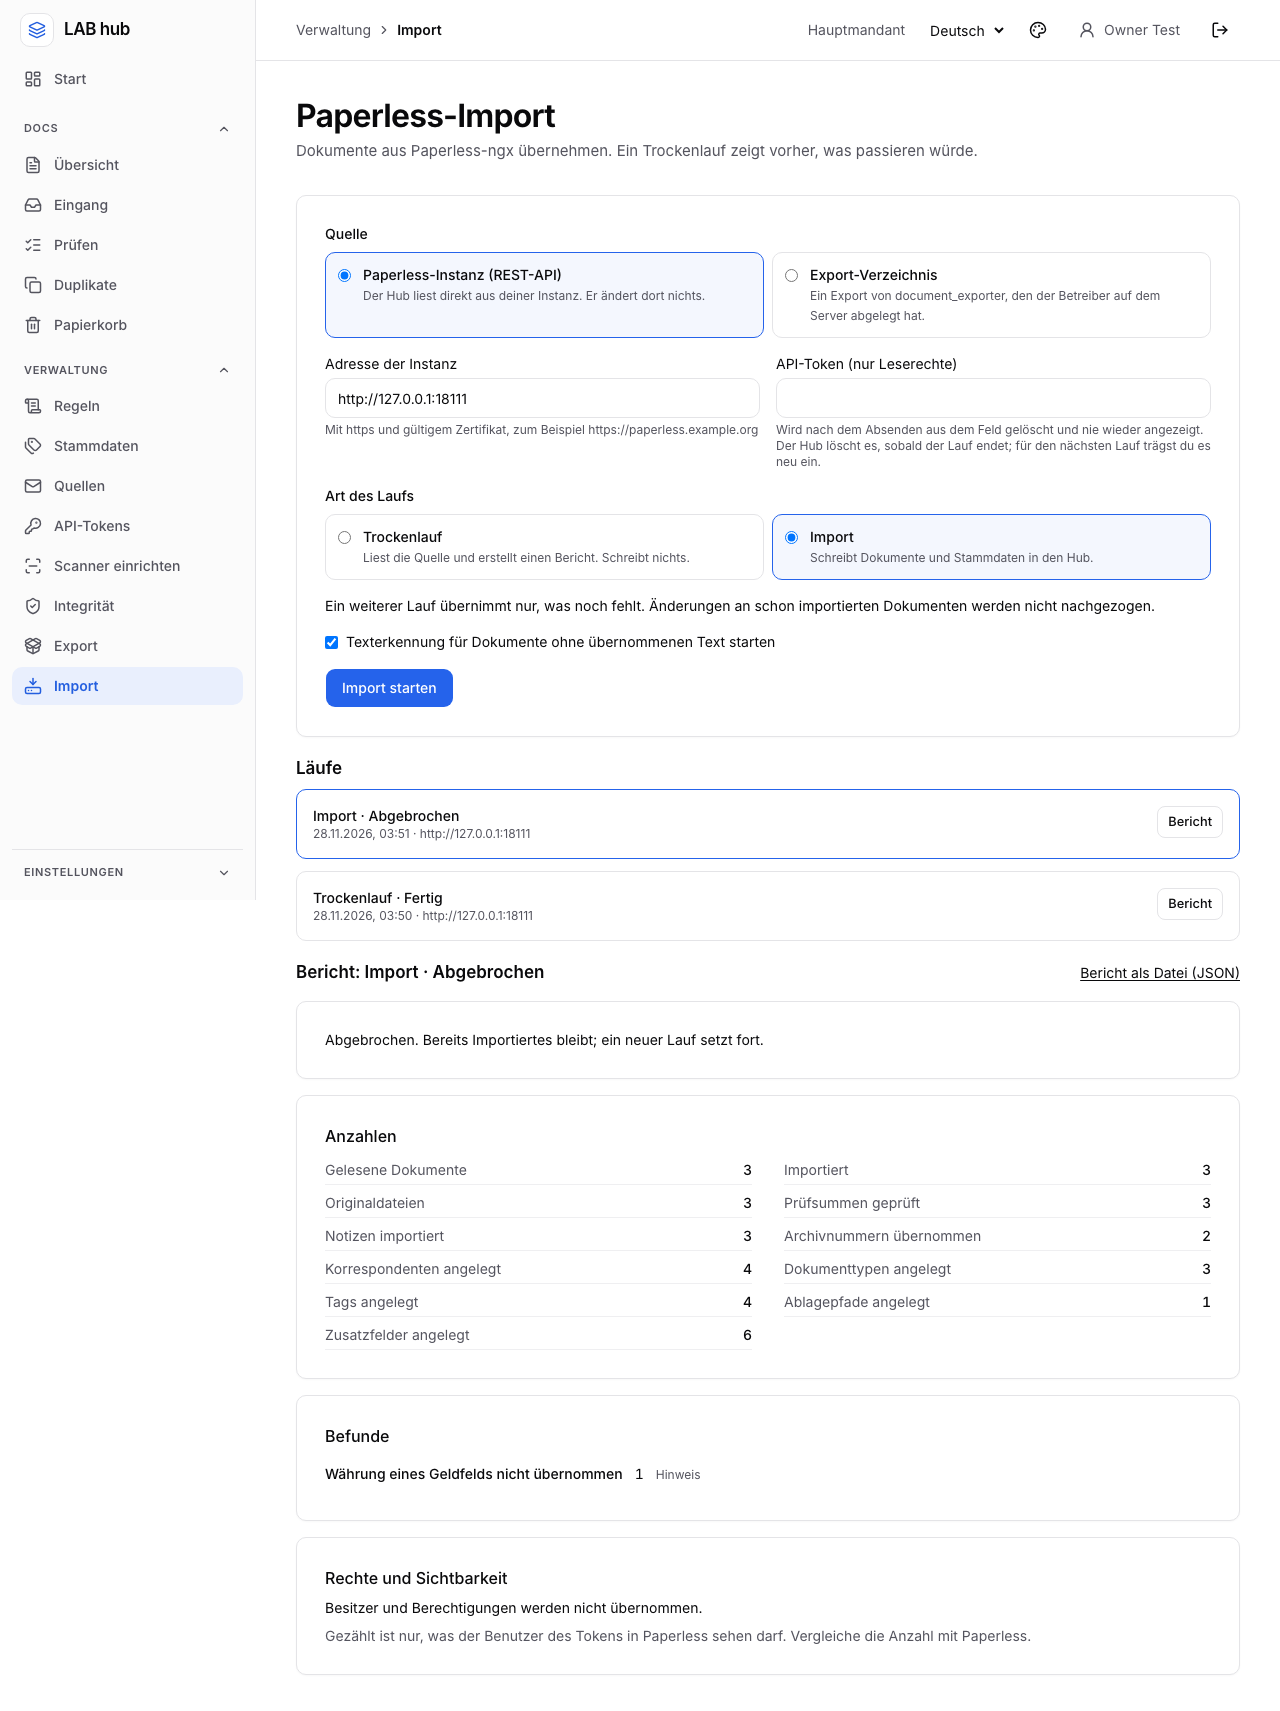 LAB hub
Start
DOCS
Übersicht
Eingang
Prüfen
Duplikate
Papierkorb
VERWALTUNG
Regeln
Stammdaten
Quellen
API-Tokens
Scanner einrichten
Integrität
Export
Import
EINSTELLUNGEN
Verwaltung > Import
Hauptmandant
Deutsch
Owner Test
Paperless-Import
Dokumente aus Paperless-ngx übernehmen. Ein Trockenlauf zeigt vorher, was passieren würde.
Quelle
Paperless-Instanz (REST-API)
Der Hub liest direkt aus deiner Instanz. Er ändert dort nichts.
Export-Verzeichnis
Ein Export von document_exporter, den der Betreiber auf dem
Server abgelegt hat.
Adresse der Instanz
http://127.0.0.1:18111
Mit https und gültigem Zertifikat, zum Beispiel https://paperless.example.org
API-Token (nur Leserechte)
Wird nach dem Absenden aus dem Feld gelöscht und nie wieder angezeigt.
Der Hub löscht es, sobald der Lauf endet; für den nächsten Lauf trägst du es
neu ein.
Art des Laufs
Trockenlauf
Liest die Quelle und erstellt einen Bericht. Schreibt nichts.
Import
Schreibt Dokumente und Stammdaten in den Hub.
Ein weiterer Lauf übernimmt nur, was noch fehlt. Änderungen an schon importierten Dokumenten werden nicht nachgezogen.
Texterkennung für Dokumente ohne übernommenen Text starten
Import starten
Läufe
Import · Abgebrochen
28.11.2026, 03:51 · http://127.0.0.1:18111
Bericht
Trockenlauf · Fertig
28.11.2026, 03:50 · http://127.0.0.1:18111
Bericht
Bericht: Import · Abgebrochen
Bericht als Datei (JSON)
Abgebrochen. Bereits Importiertes bleibt; ein neuer Lauf setzt fort.
Anzahlen
Gelesene Dokumente 3
Importiert 3
Originaldateien 3
Prüfsummen geprüft 3
Notizen importiert 3
Archivnummern übernommen 2
Korrespondenten angelegt 4
Dokumenttypen angelegt 3
Tags angelegt 4
Ablagepfade angelegt 1
Zusatzfelder angelegt 6
Befunde
Währung eines Geldfelds nicht übernommen 1 Hinweis
Rechte und Sichtbarkeit
Besitzer und Berechtigungen werden nicht übernommen.
Gezählt ist nur, was der Benutzer des Tokens in Paperless sehen darf. Vergleiche die Anzahl mit Paperless.